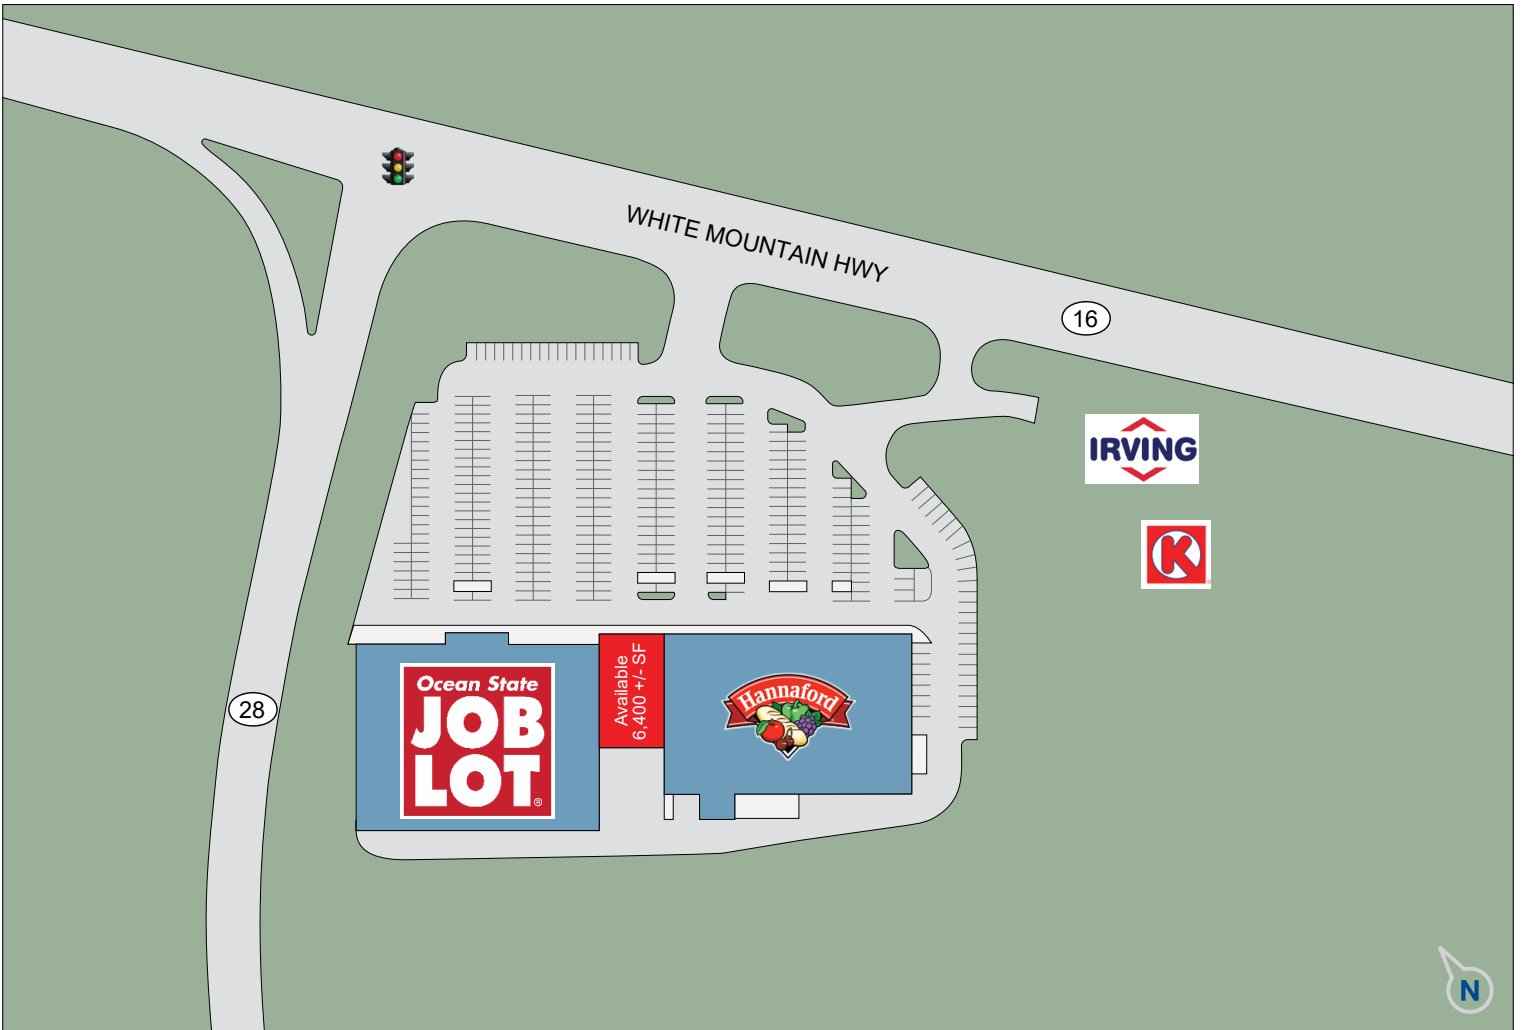 WHITE MOUNTAIN HWY
16
IRVING
K
28
Ocean State
JOB
LOT®
Available
6,400 +/- SF
Hannaford
N